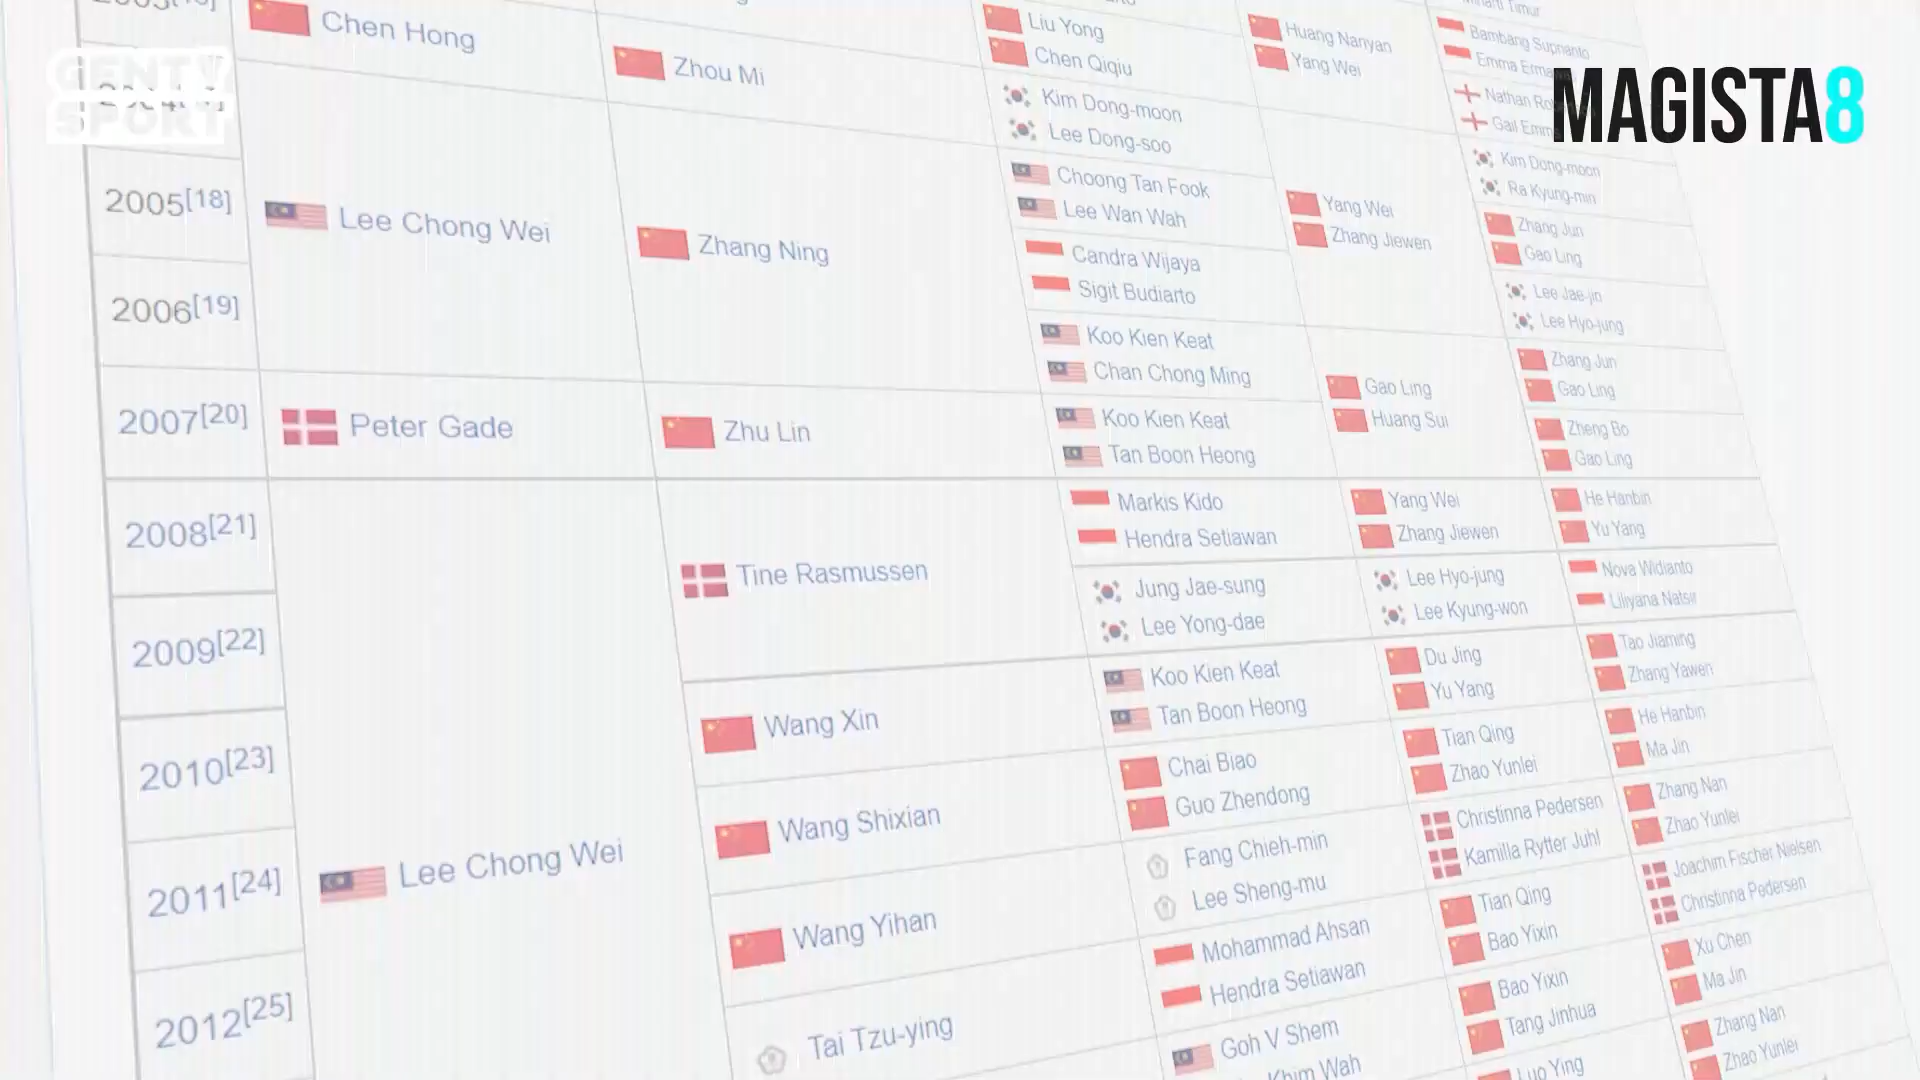 GENTV
SPORT
MAGISTA8
Chen Hong
Zhou Mi
Liu Yong
Chen Qiqiu
Huang Nanyan
Yang Wei
Bambang Suprianto
2005[18]
2006[19]
Lee Chong Wei
Zhang Ning
Kim Dong-moon
Lee Dong-soo
Choong Tan Fook
Lee Wan Wah
Candra Wijaya
Sigit Budiarto
Koo Kien Keat
Chan Chong Ming
Yang Wei
Zhang Jiewen
Kim Dong-moon
Ra Kyung-min
Zhang Jun
Gao Ling
Lee Jae-jin
Lee Hyo-jung
Zhang Jun
Gao Ling
2007[20]
Peter Gade
Zhu Lin
Koo Kien Keat
Tan Boon Heong
Gao Ling
Huang Sui
Zheng Bo
Gao Ling
2008[21]
Tine Rasmussen
Markis Kido
Hendra Setiawan
Yang Wei
Zhang Jiewen
He Hanbin
Yu Yang
2009[22]
Jung Jae-sung
Lee Yong-dae
Lee Hyo-jung
Lee Kyung-won
Nova Widianto
Liliyana Natsir
2010[23]
Wang Xin
Koo Kien Keat
Tan Boon Heong
Du Jing
Yu Yang
Tao Jiaming
Zhang Yawen
2011[24]
Lee Chong Wei
Wang Shixian
Chai Biao
Guo Zhendong
Tian Qing
Zhao Yunlei
He Hanbin
Ma Jin
2012[25]
Wang Yihan
Fang Chieh-min
Lee Sheng-mu
Christinna Pedersen
Kamilla Rytter Juhl
Zhang Nan
Zhao Yunlei
Tai Tzu-ying
Mohammad Ahsan
Hendra Setiawan
Tian Qing
Bao Yixin
Joachim Fischer Nielsen
Christinna Pedersen
Goh V Shem
Khim Wah
Bao Yixin
Tang Jinhua
Xu Chen
Ma Jin
Luo Ying
Zhang Nan
Zhao Yunlei